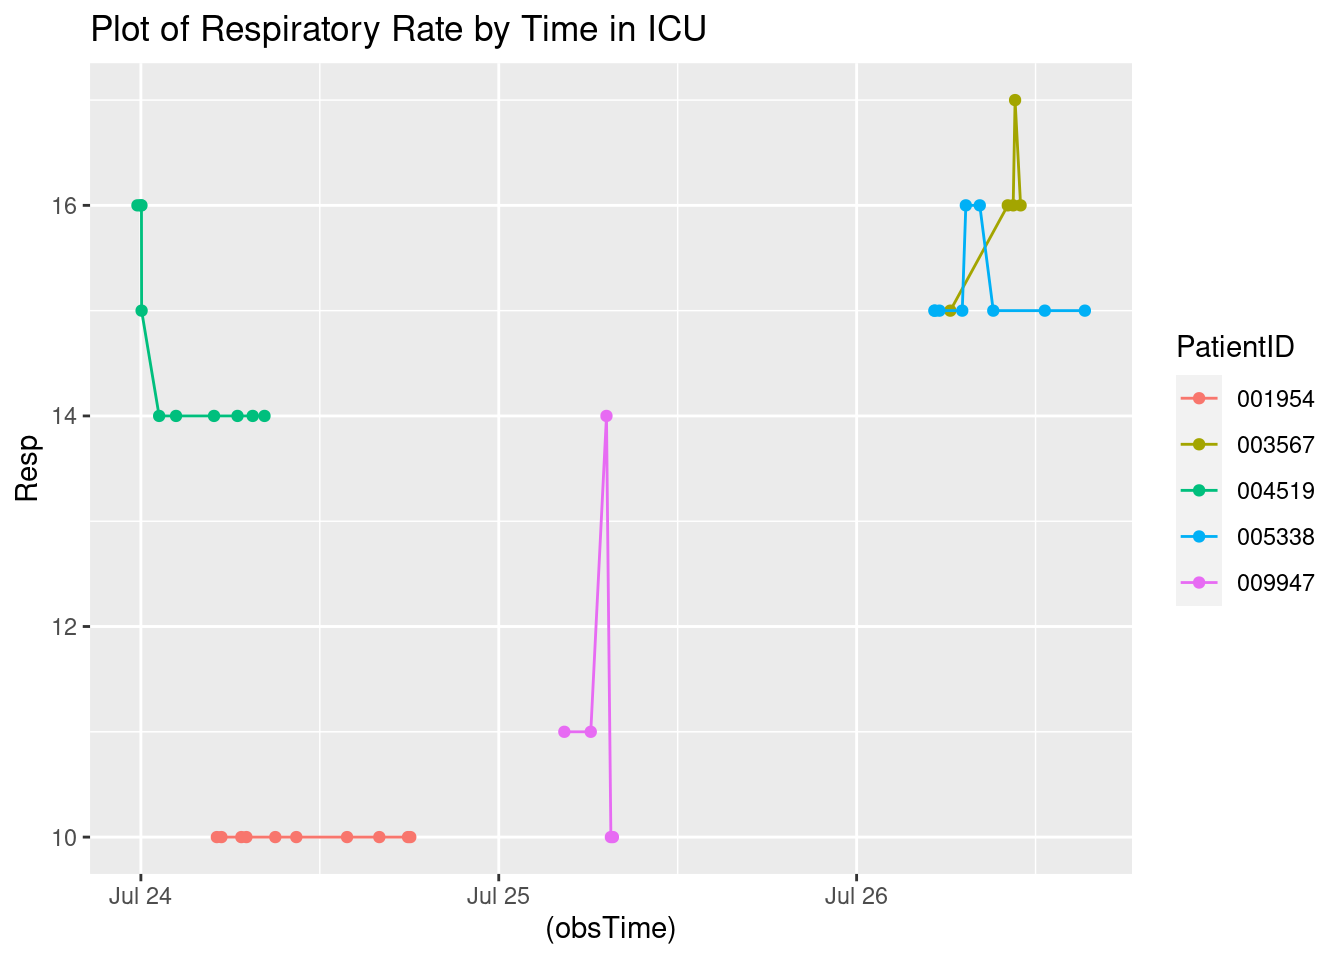 Plot of Respiratory Rate by Time in ICU
Resp
16
14
12
10
Jul 24
Jul 25
Jul 26
(obsTime)
PatientID
001954
003567
004519
005338
009947